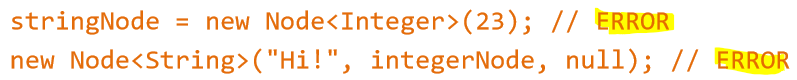 stringNode = new Node<Integer>(23); // ERROR
new Node<String>("Hi!", integerNode, null); // ERROR